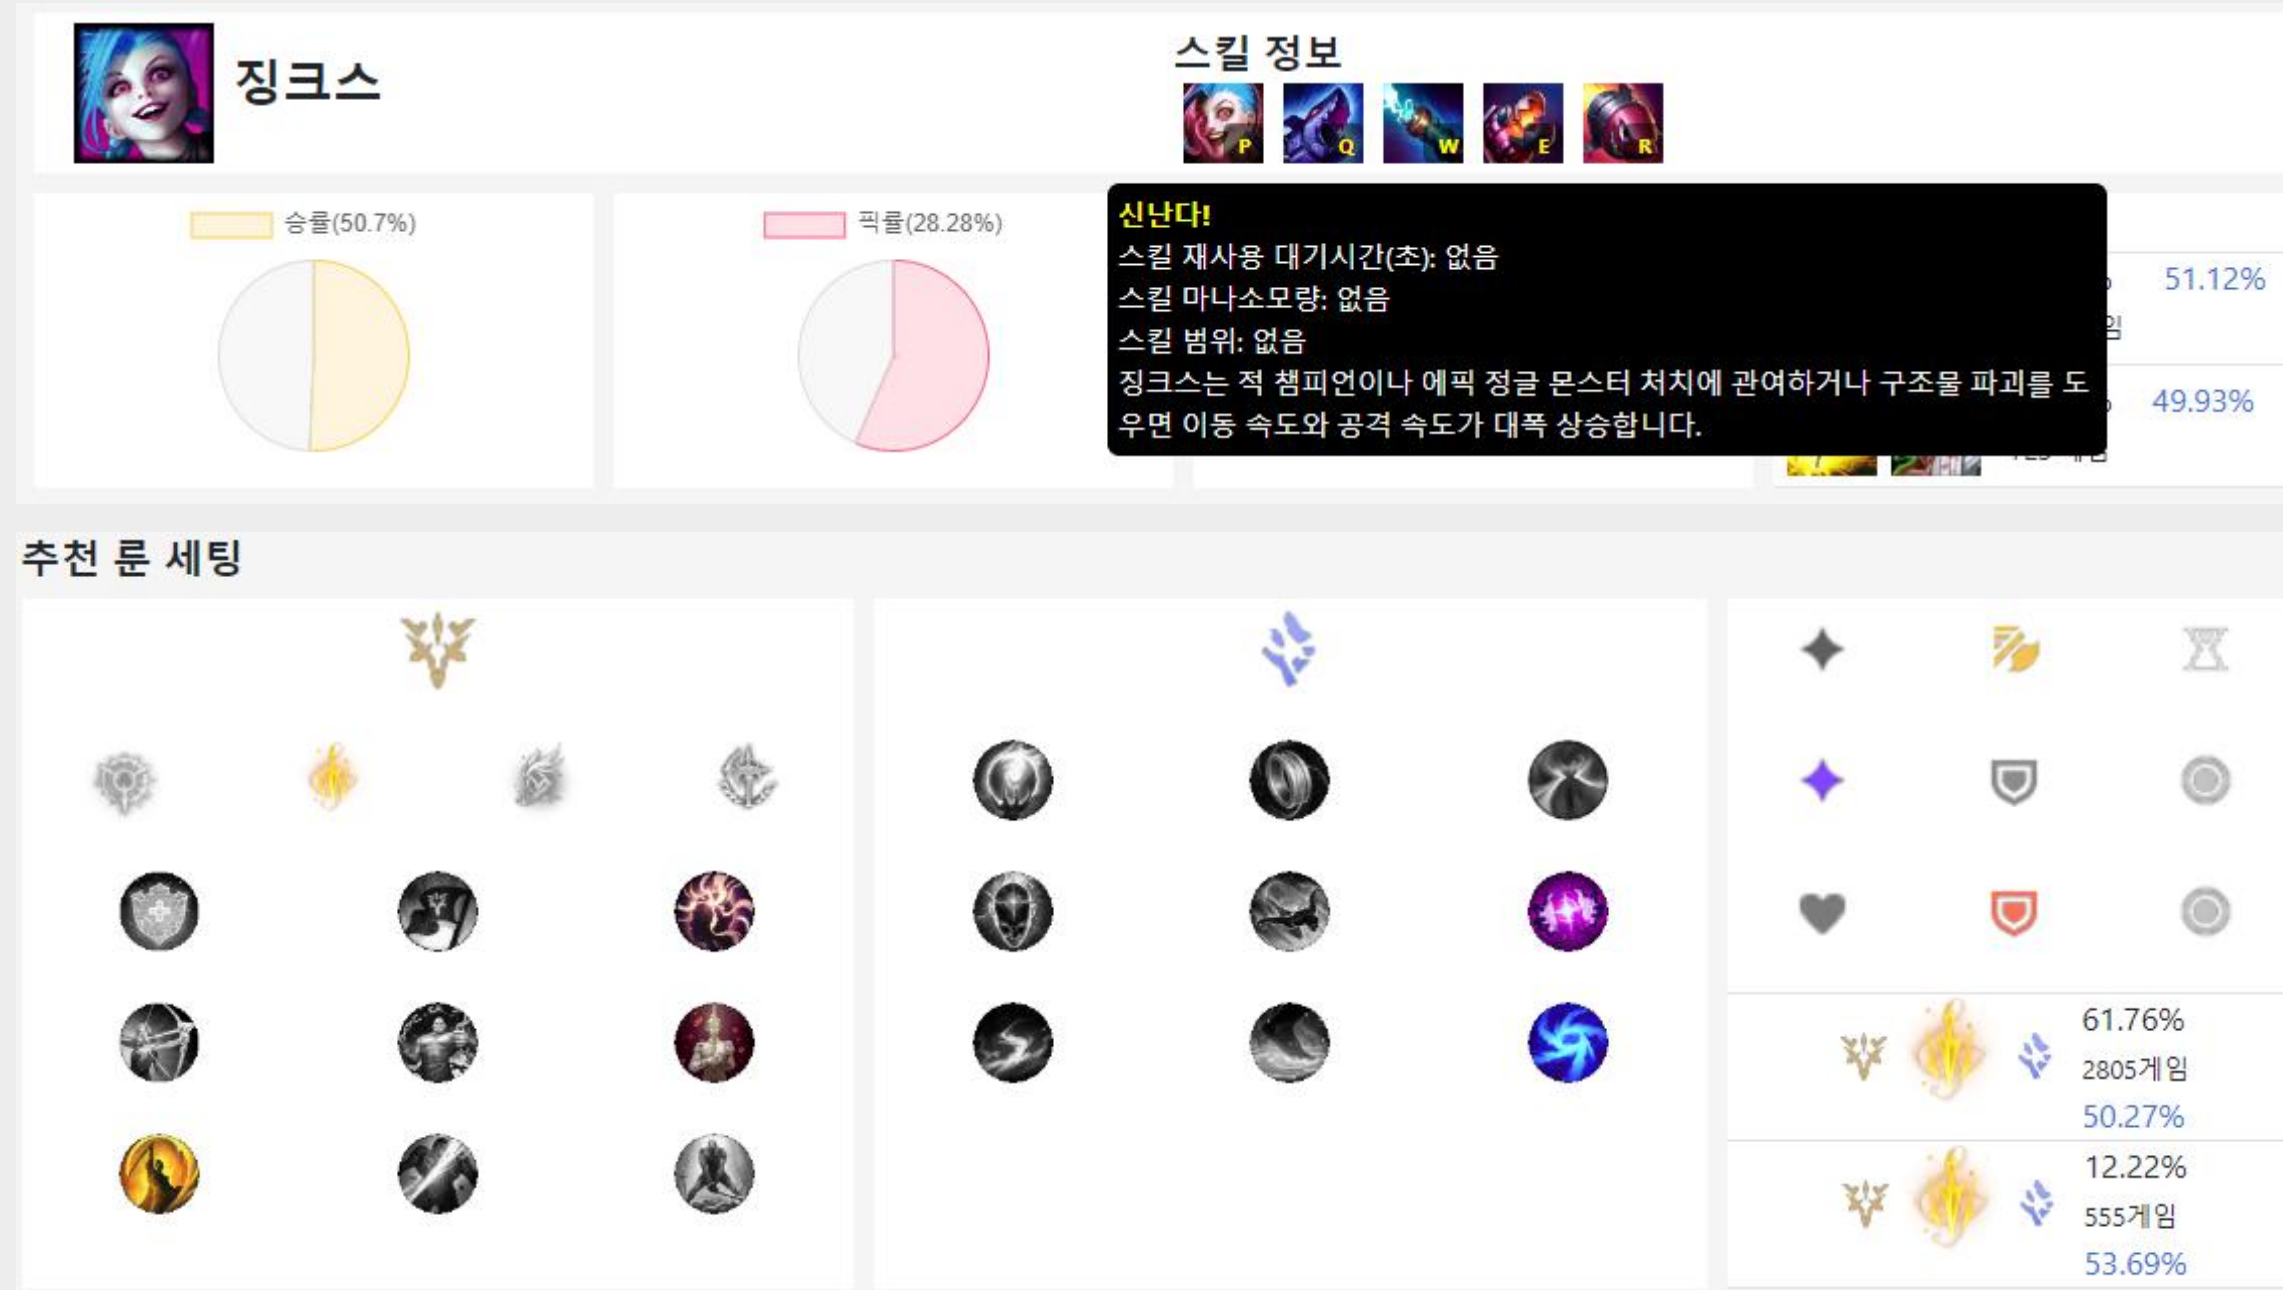 징크스
스킬 정보
P Q W E R
승률(50.7%)
픽률(28.28%)
신난다!
스킬 재사용 대기시간(초): 없음
스킬 마나소모량: 없음
스킬 범위: 없음
징크스는 적 챔피언이나 에픽 정글 몬스터 처치에 관여하거나 구조물 파괴를 도
우면 이동 속도와 공격 속도가 대폭 상승합니다.
51.12%
임
49.93%
추천 룬 세팅
61.76%
2805게임
50.27%
12.22%
555게임
53.69%